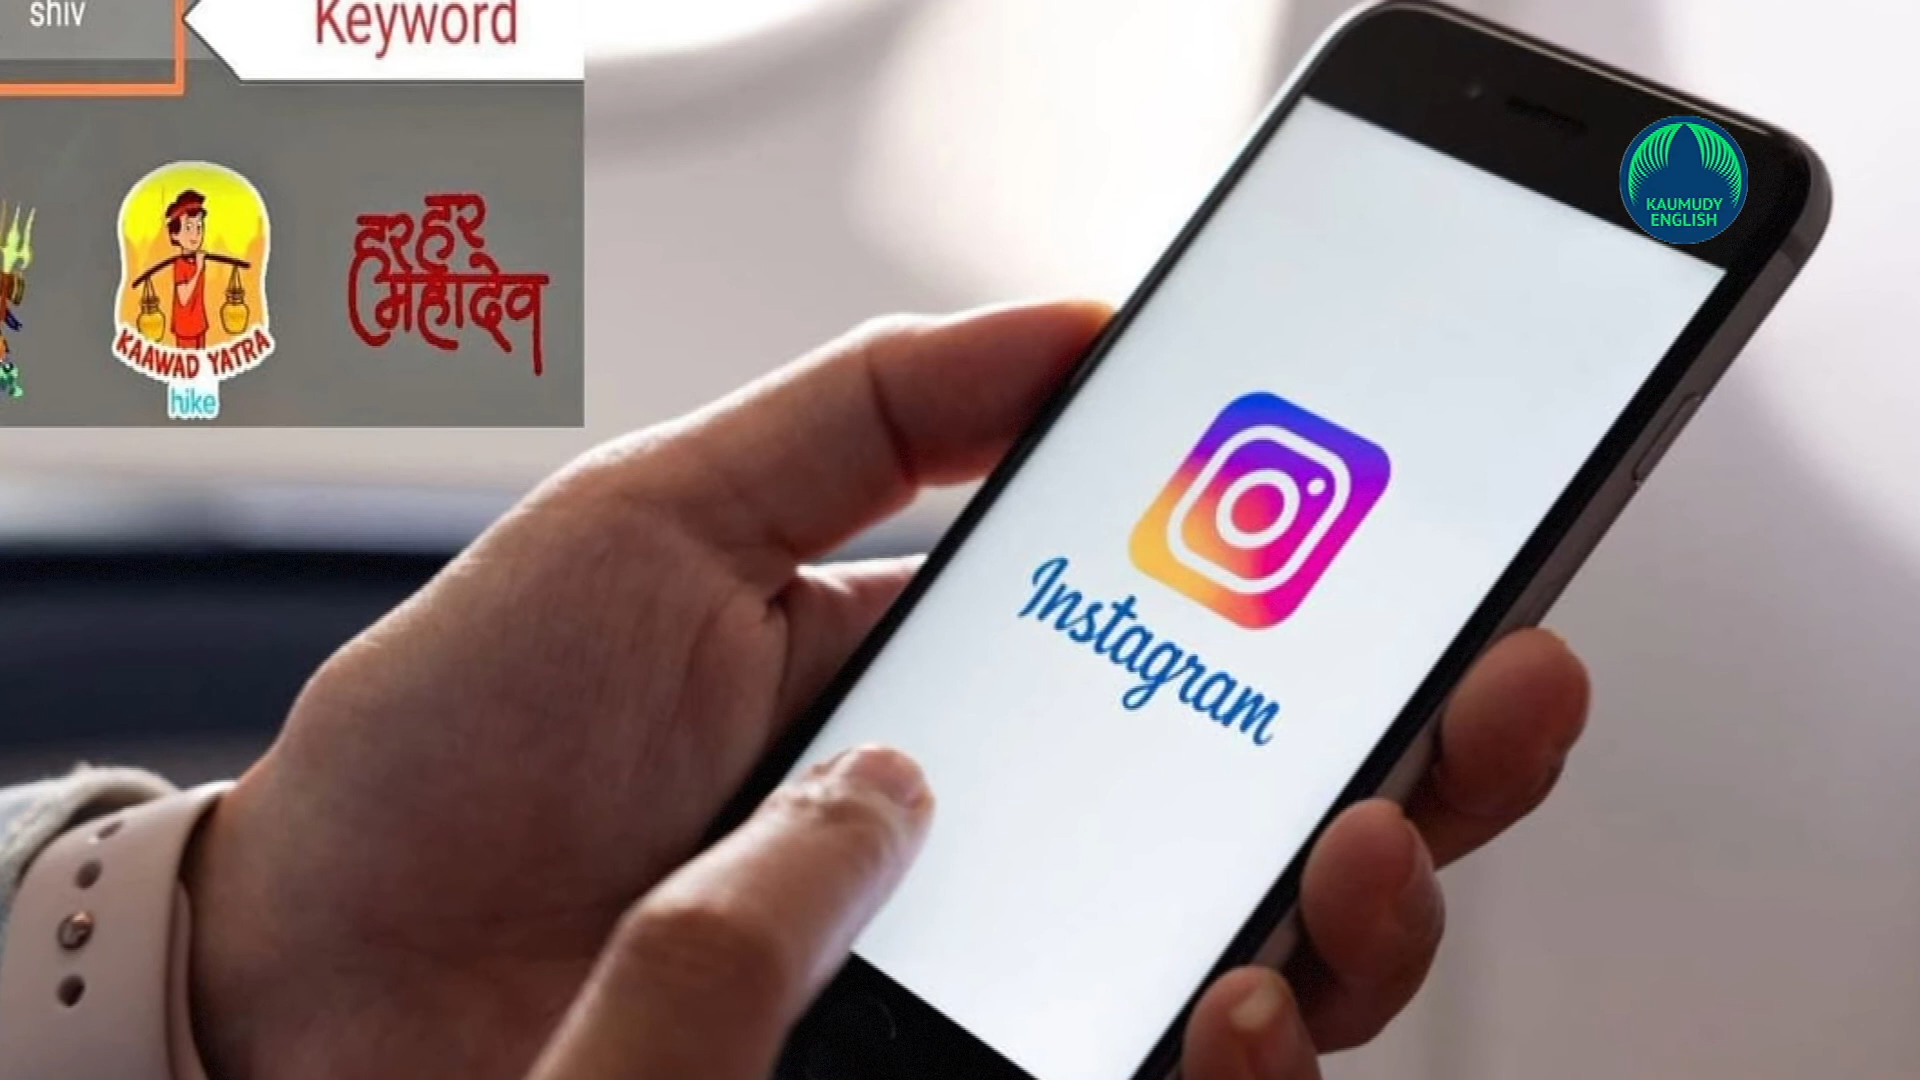 shiv
Keyword
KAAWAD YATRA
hike
हर हर
महादेव
KAUMUDY
ENGLISH
Instagram